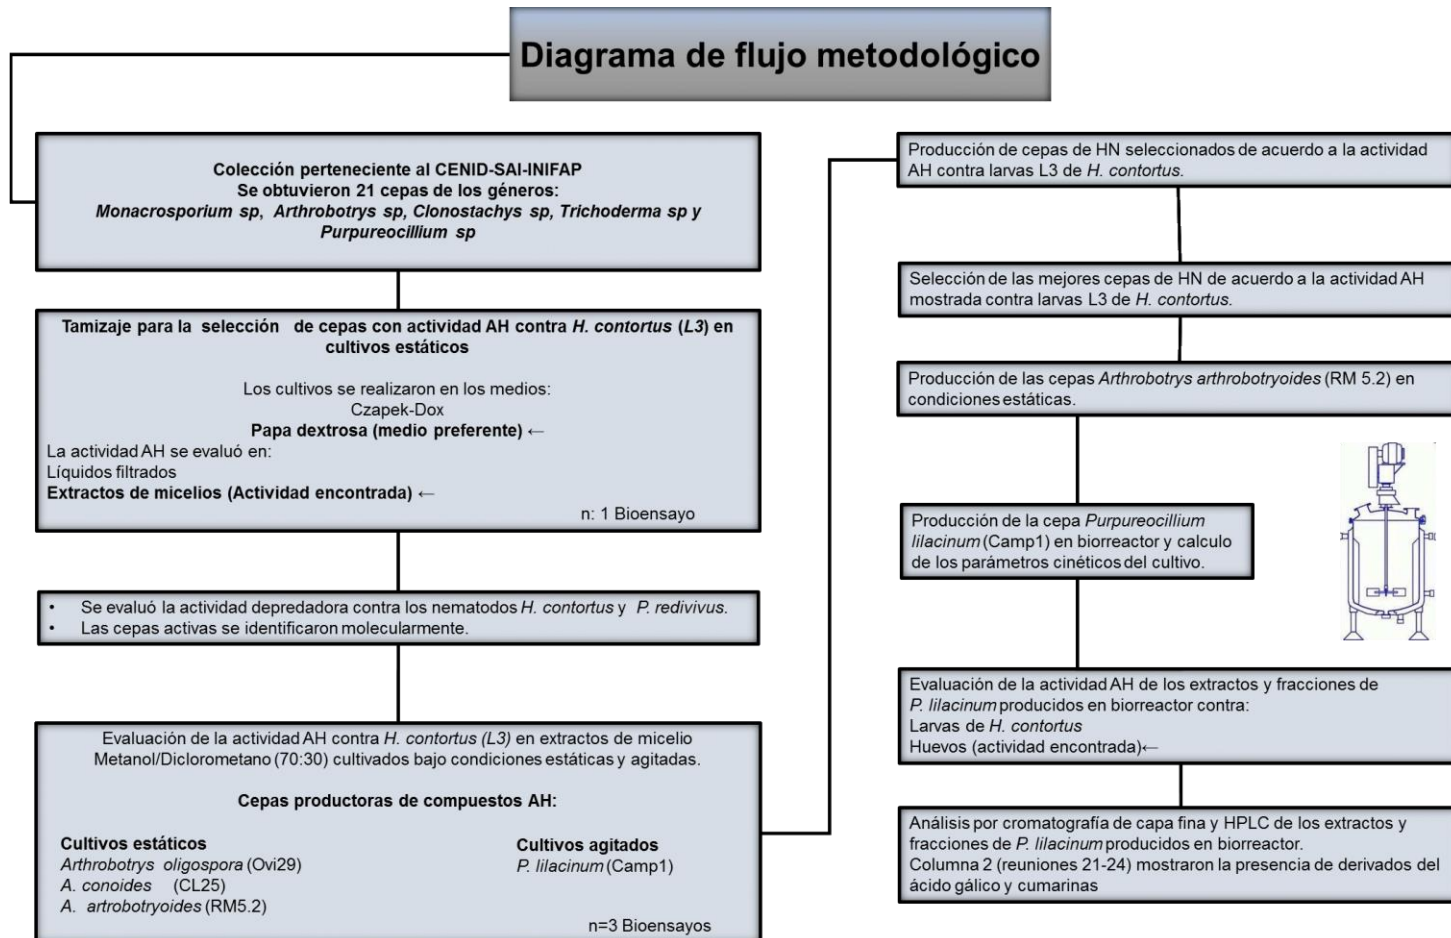 Diagrama de flujo metodológico
Colección perteneciente al CENID-SAI-INIFAP
Se obtuvieron 21 cepas de los géneros:
Monacrosporium sp, Arthrobotrys sp, Clonostachys sp, Trichoderma sp y
Purpureocillium sp
Tamizaje para la selección de cepas con actividad AH contra H. contortus (L3) en
cultivos estáticos
Los cultivos se realizaron en los medios:
Czapek-Dox
Papa dextrosa (medio preferente) ←
La actividad AH se evaluó en:
Líquidos filtrados
Extractos de micelios (Actividad encontrada) ←
n: 1 Bioensayo
• Se evaluó la actividad depredadora contra los nematodos H. contortus y P. redivivus.
• Las cepas activas se identificaron molecularmente.
Evaluación de la actividad AH contra H. contortus (L3) en extractos de micelio
Metanol/Diclorometano (70:30) cultivados bajo condiciones estáticas y agitadas.
Cepas productoras de compuestos AH:
Cultivos estáticos
Arthrobotrys oligospora (Ovi29)
A. conoides (CL25)
A. artrobotryoides (RM5.2)
Cultivos agitados
P. lilacinum (Camp1)
n=3 Bioensayos
Producción de cepas de HN seleccionados de acuerdo a la actividad
AH contra larvas L3 de H. contortus.
Selección de las mejores cepas de HN de acuerdo a la actividad AH
mostrada contra larvas L3 de H. contortus.
Producción de las cepas Arthrobotrys arthrobotryoides (RM 5.2) en
condiciones estáticas.
Producción de la cepa Purpureocillium
lilacinum (Camp1) en biorreactor y calculo
de los parámetros cinéticos del cultivo.
Evaluación de la actividad AH de los extractos y fracciones de
P. lilacinum producidos en biorreactor contra:
Larvas de H. contortus
Huevos (actividad encontrada)←
Análisis por cromatografía de capa fina y HPLC de los extractos y
fracciones de P. lilacinum producidos en biorreactor.
Columna 2 (reuniones 21-24) mostraron la presencia de derivados del
ácido gálico y cumarinas